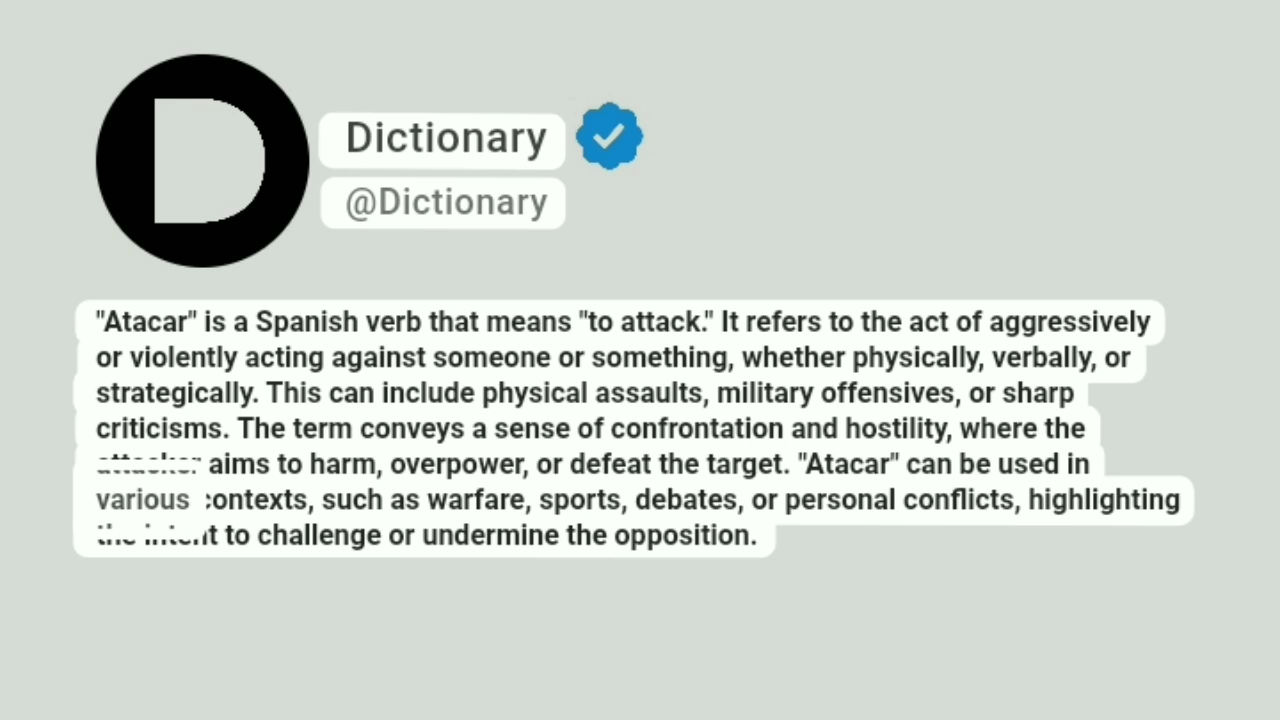 D
Dictionary
@Dictionary
"Atacar" is a Spanish verb that means "to attack." It refers to the act of aggressively
or violently acting against someone or something, whether physically, verbally, or
strategically. This can include physical assaults, military offensives, or sharp
criticisms. The term conveys a sense of confrontation and hostility, where the
attacker aims to harm, overpower, or defeat the target. "Atacar" can be used in
various contexts, such as warfare, sports, debates, or personal conflicts, highlighting
the intent to challenge or undermine the opposition.